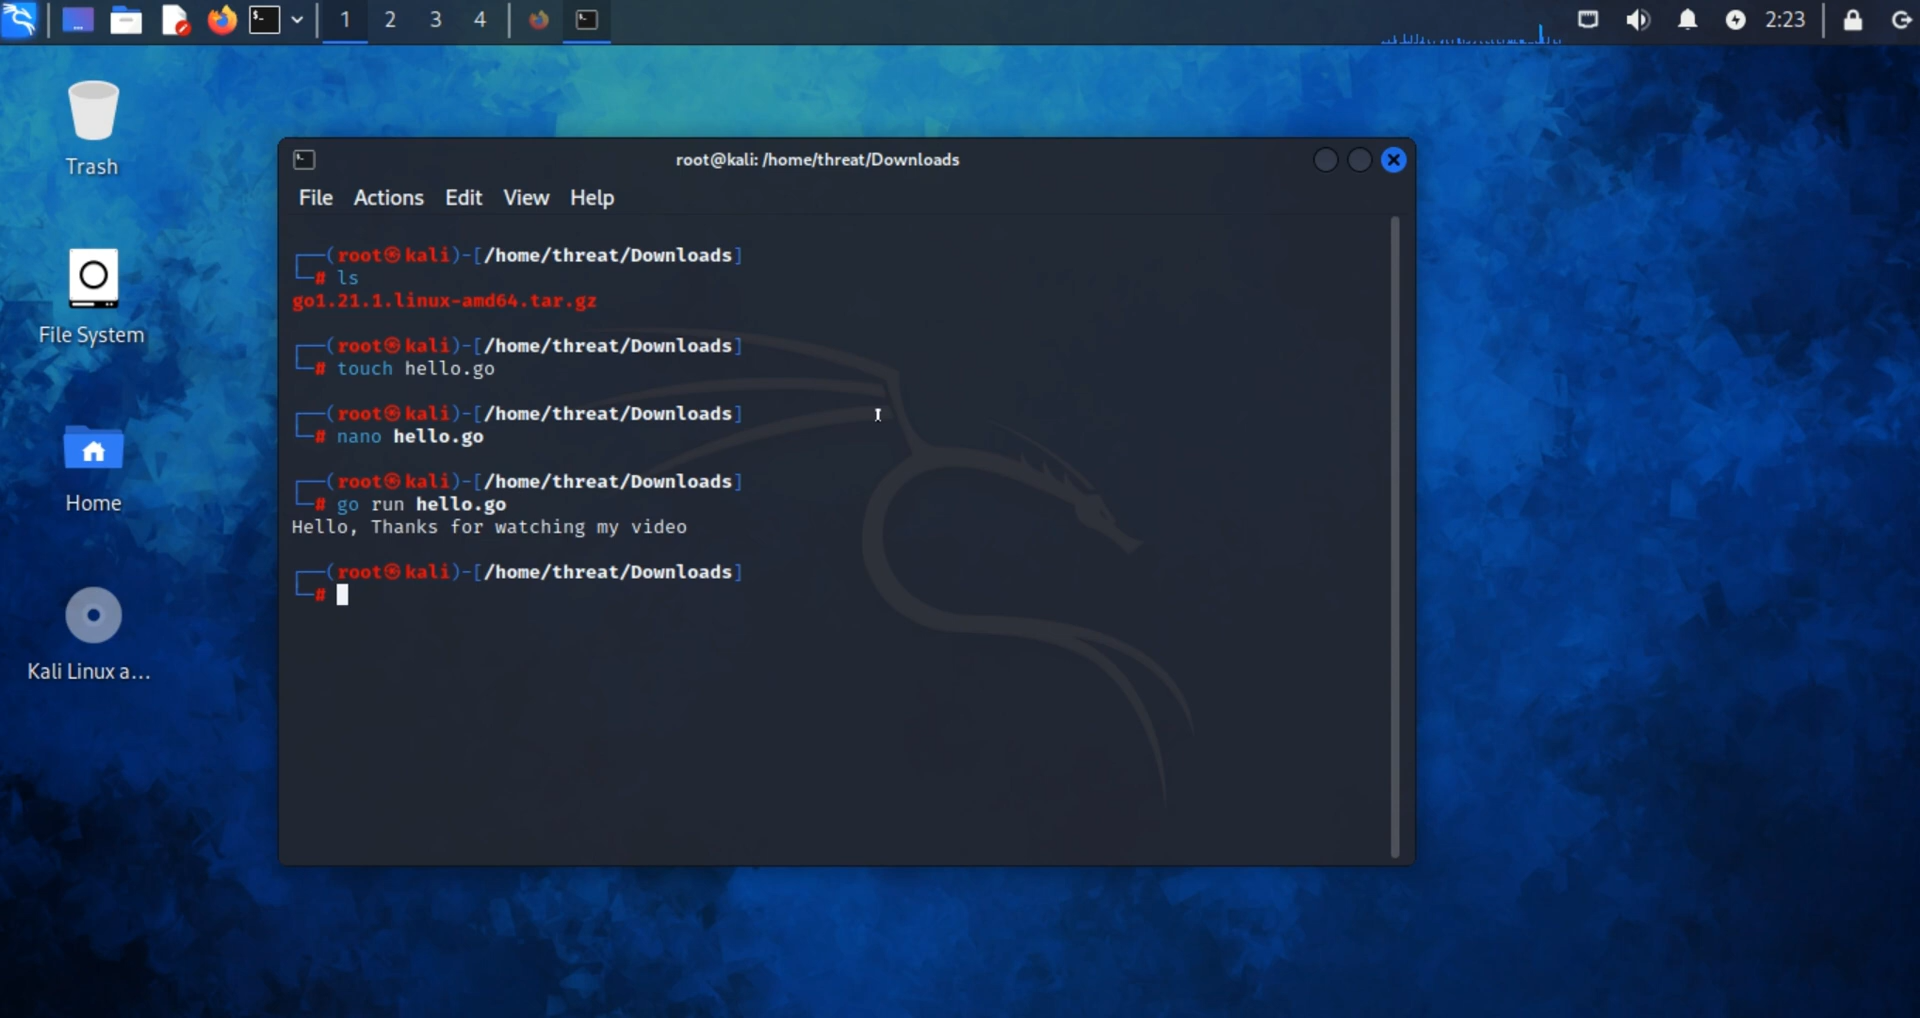 1 2 3 4 2:23
Trash
File System
Home
Kali Linux a...
root@kali: /home/threat/Downloads
File Actions Edit View Help
┌──(root㉿kali)-[/home/threat/Downloads]
└─# ls
go1.21.1.linux-amd64.tar.gz
┌──(root㉿kali)-[/home/threat/Downloads]
└─# touch hello.go
┌──(root㉿kali)-[/home/threat/Downloads]
└─# nano hello.go
┌──(root㉿kali)-[/home/threat/Downloads]
└─# go run hello.go
Hello, Thanks for watching my video
┌──(root㉿kali)-[/home/threat/Downloads]
└─#